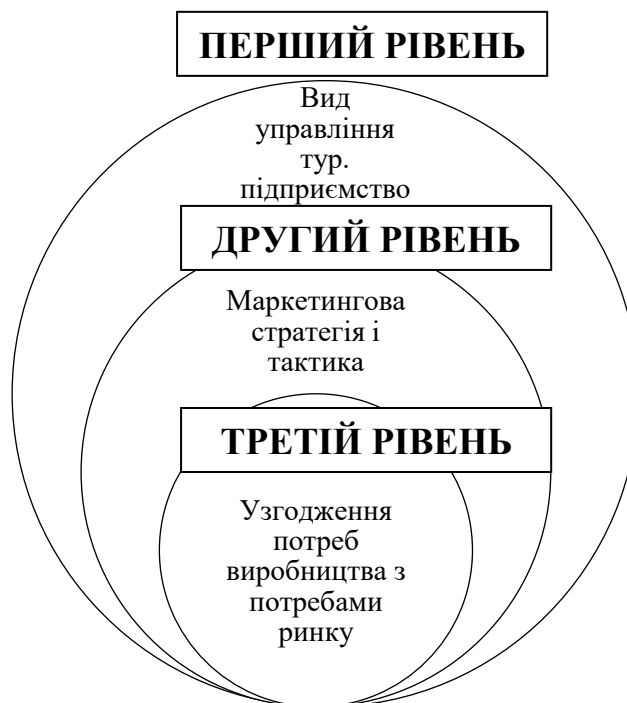 ПЕРШИЙ РІВЕНЬ
Вид
управління
тур.
підприємство
ДРУГИЙ РІВЕНЬ
Маркетингова
стратегія і
тактика
ТРЕТІЙ РІВЕНЬ
Узгодження
потреб
виробництва з
потребами
ринку